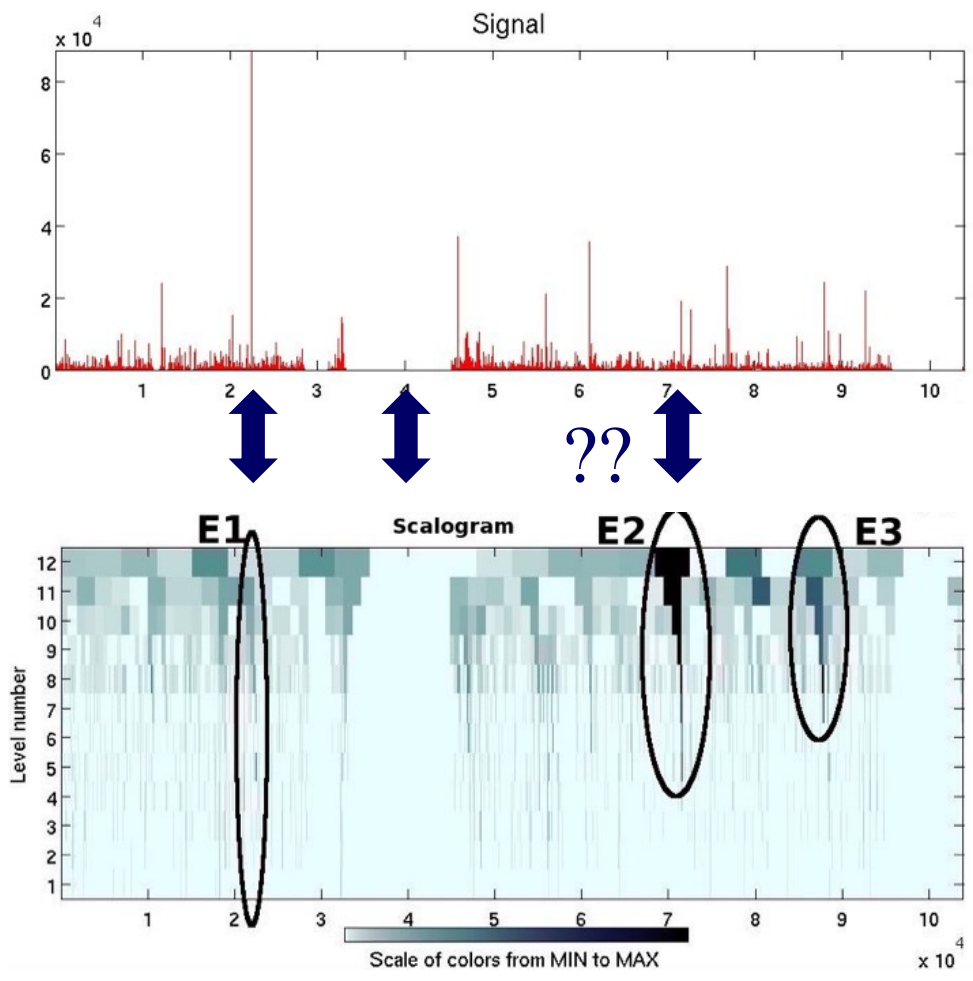 Signal
x 10 4
8
6
4
2
0
1 2 3 4 5 6 7 8 9 10
??
E1 Scalogram E2 E3
Level number
12
11
10
9
8
7
6
5
4
3
2
1
1 2 3 4 5 6 7 8 9 10
x 10 4
Scale of colors from MIN to MAX